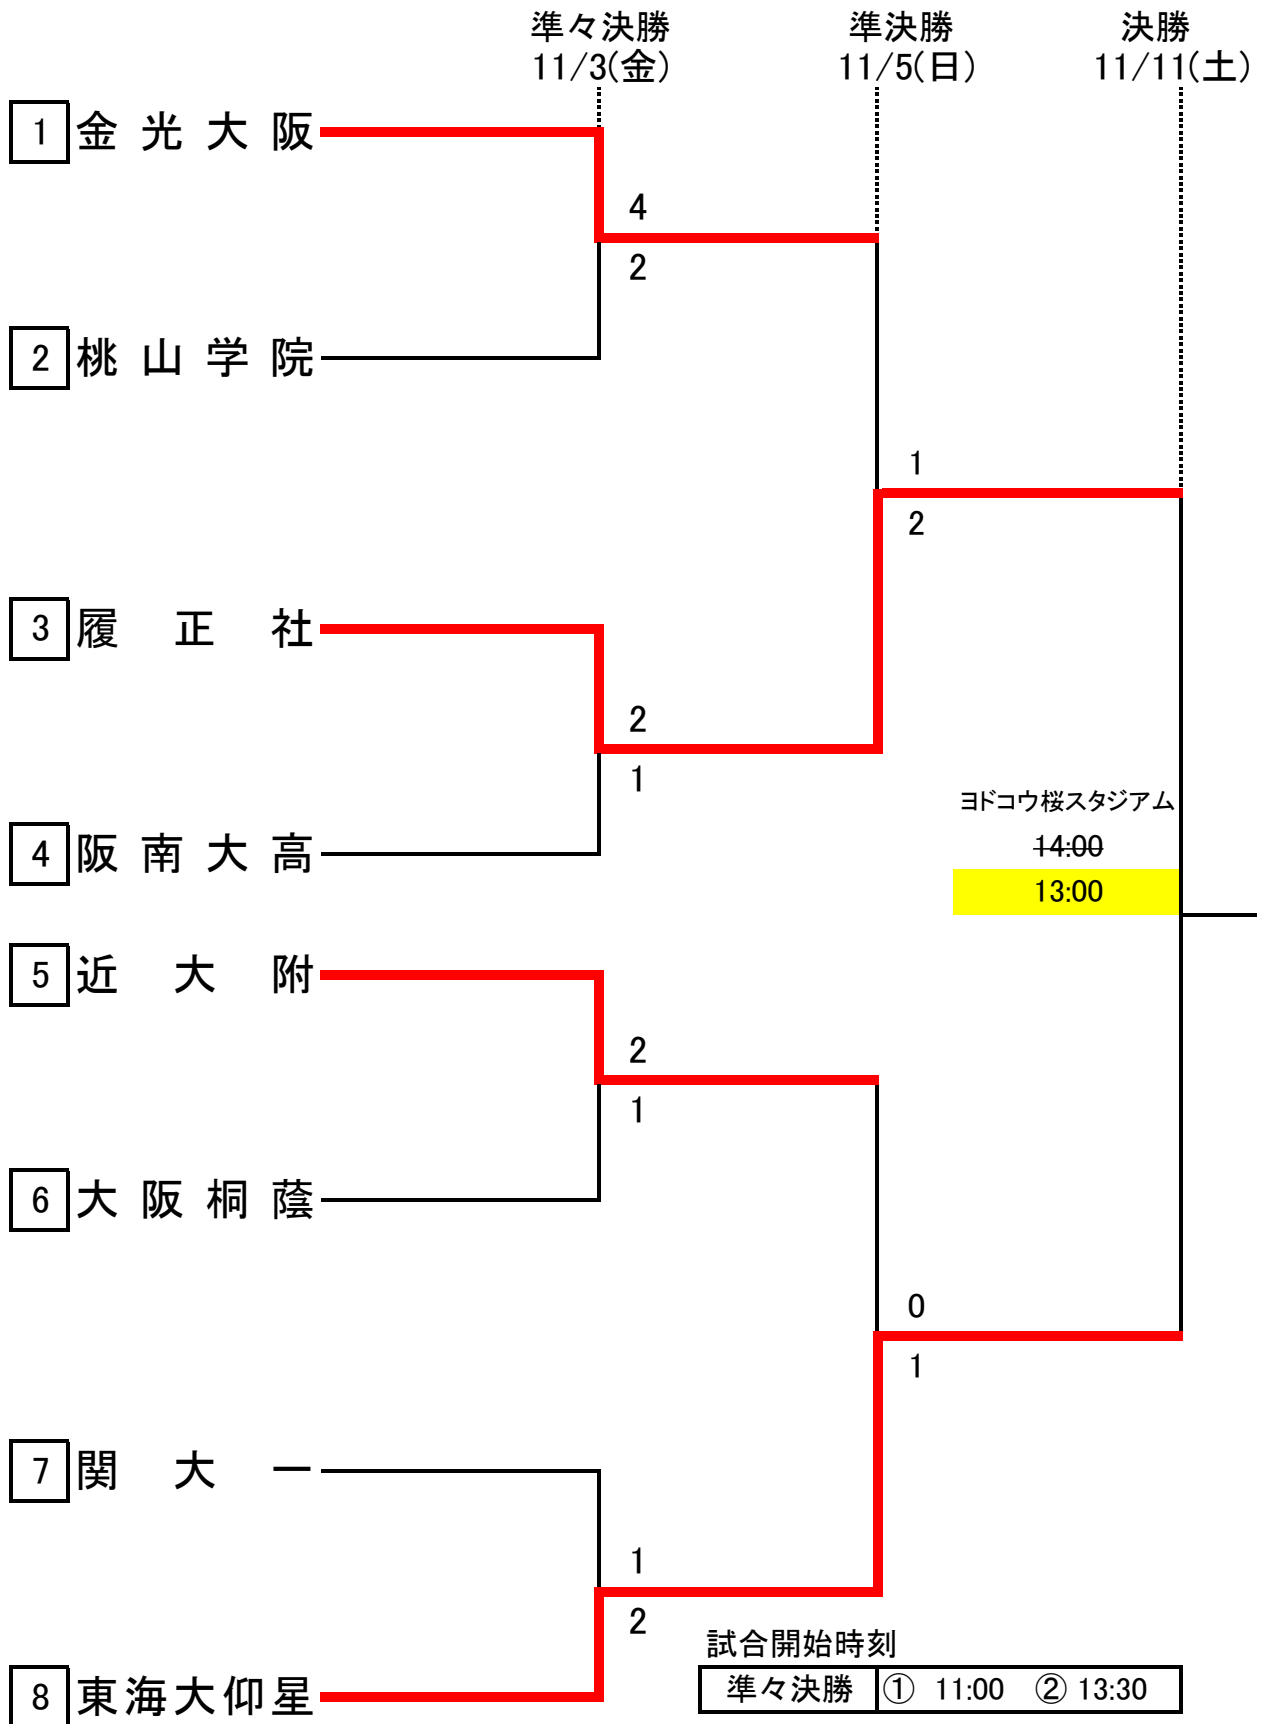 準々決勝 準決勝 決勝
11/3(金) 11/5(日) 11/11(土)
1 金光大阪
4
2
2 桃山学院
1
2
3 履正社
2
1
ヨドコウ桜スタジアム
14:00
4 阪南大高
13:00
5 近大附
2
1
6 大阪桐蔭
0
1
7 関大一
1
2
試合開始時刻
8 東海大仰星
準々決勝 ① 11:00 ② 13:30